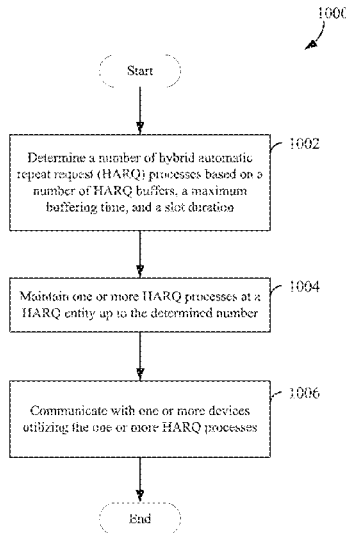 1000
Start
1002
Determine a number of hybrid automatic
repeat request (HARQ) processes based on a
number of HARQ buffers, a maximum
buffering time, and a slot duration
1004
Maintain one or more HARQ processes at a
HARQ entity up to the determined number
1006
Communicate with one or more devices
utilizing the one or more HARQ processes
End